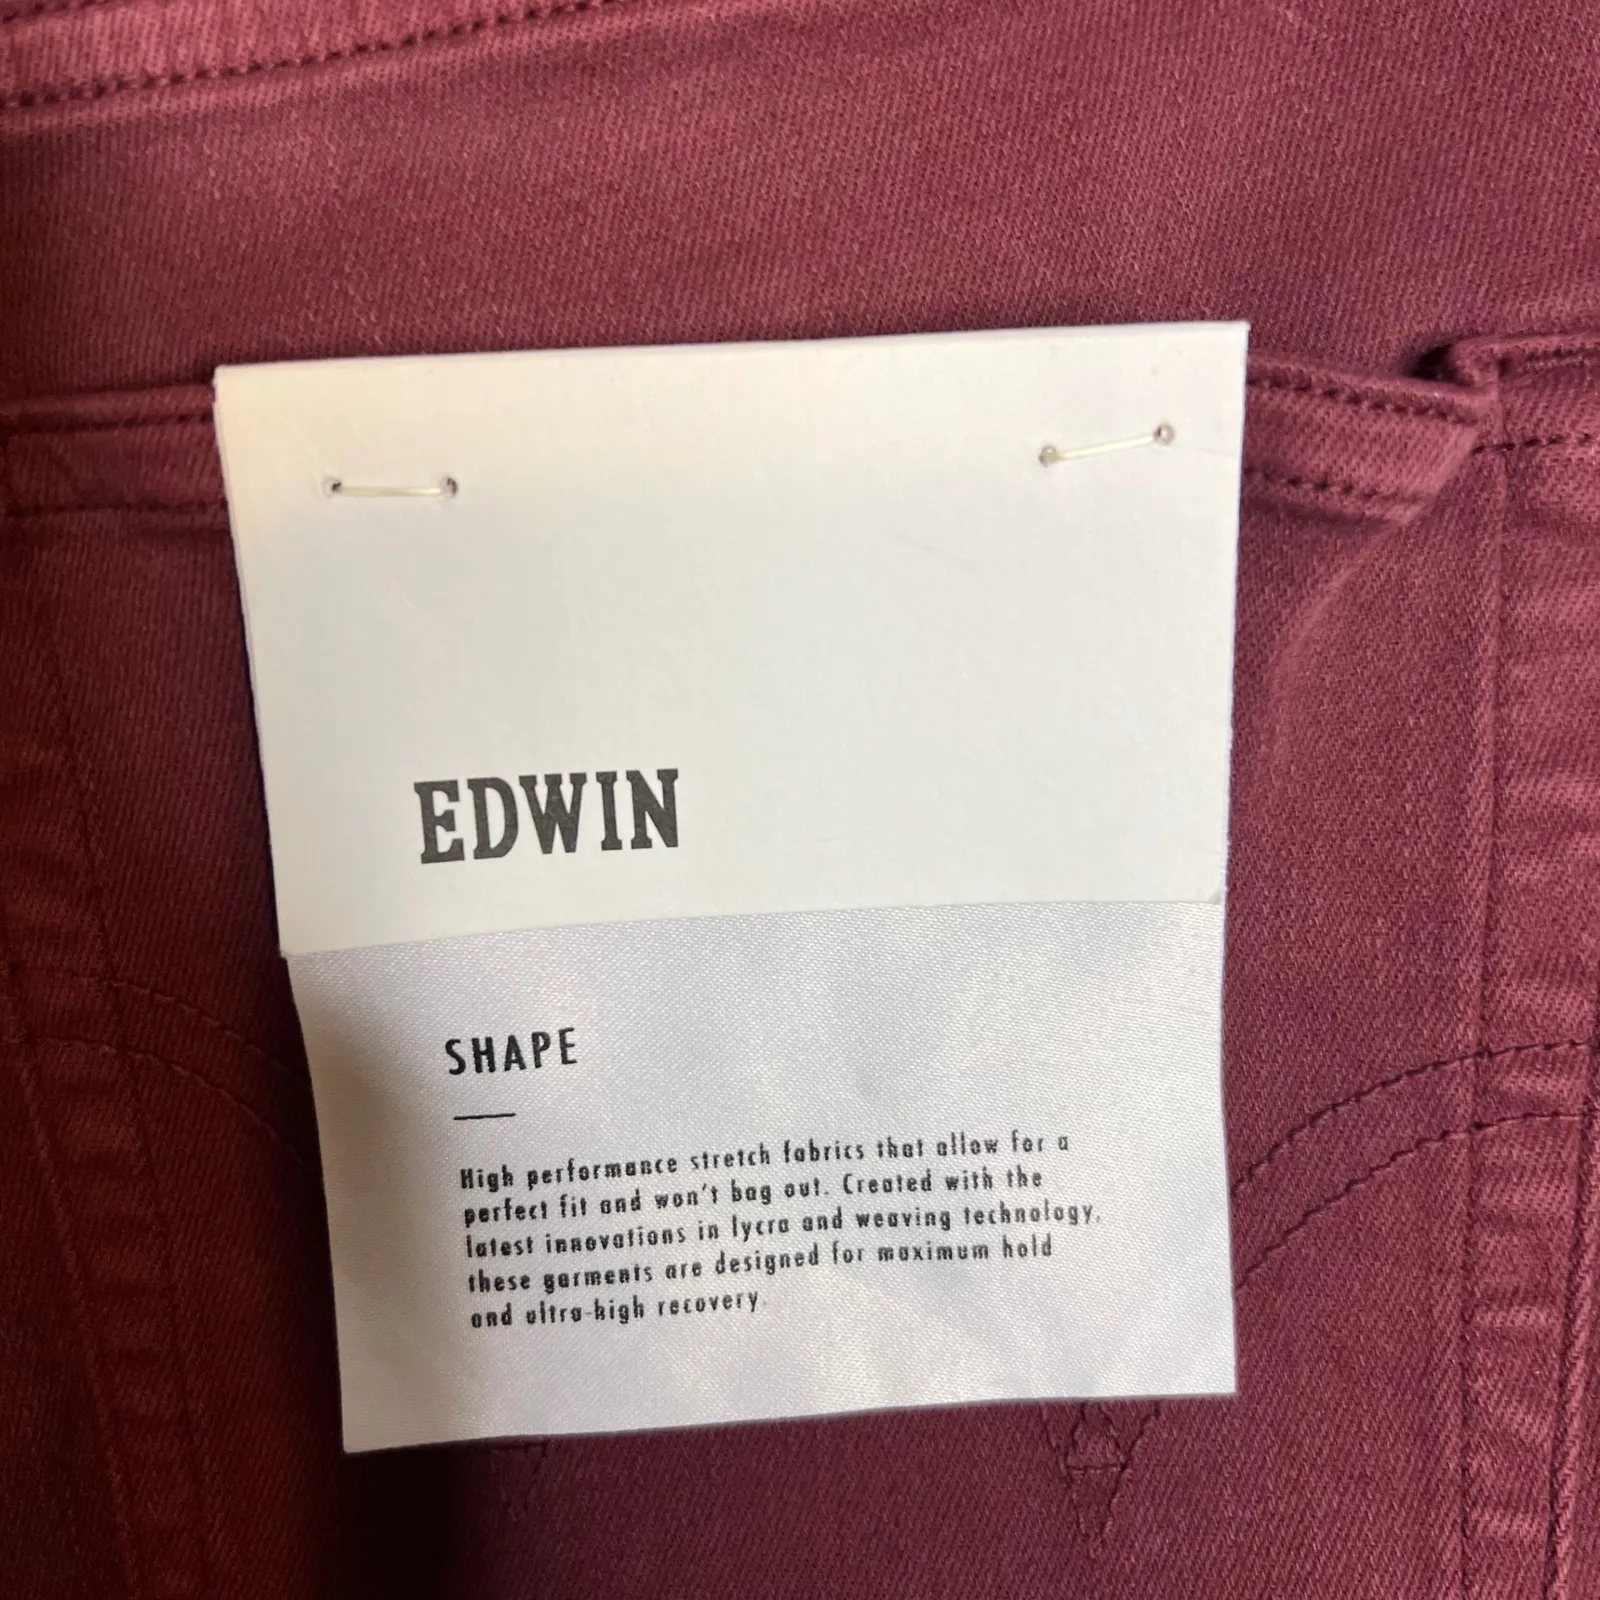 EDWIN
SHAPE
High performance stretch fabrics that allow for a
perfect fit and won't bag out. Created with the
latest innovations in lycra and weaving technology,
these garments are designed for maximum hold
and ultra-high recovery.